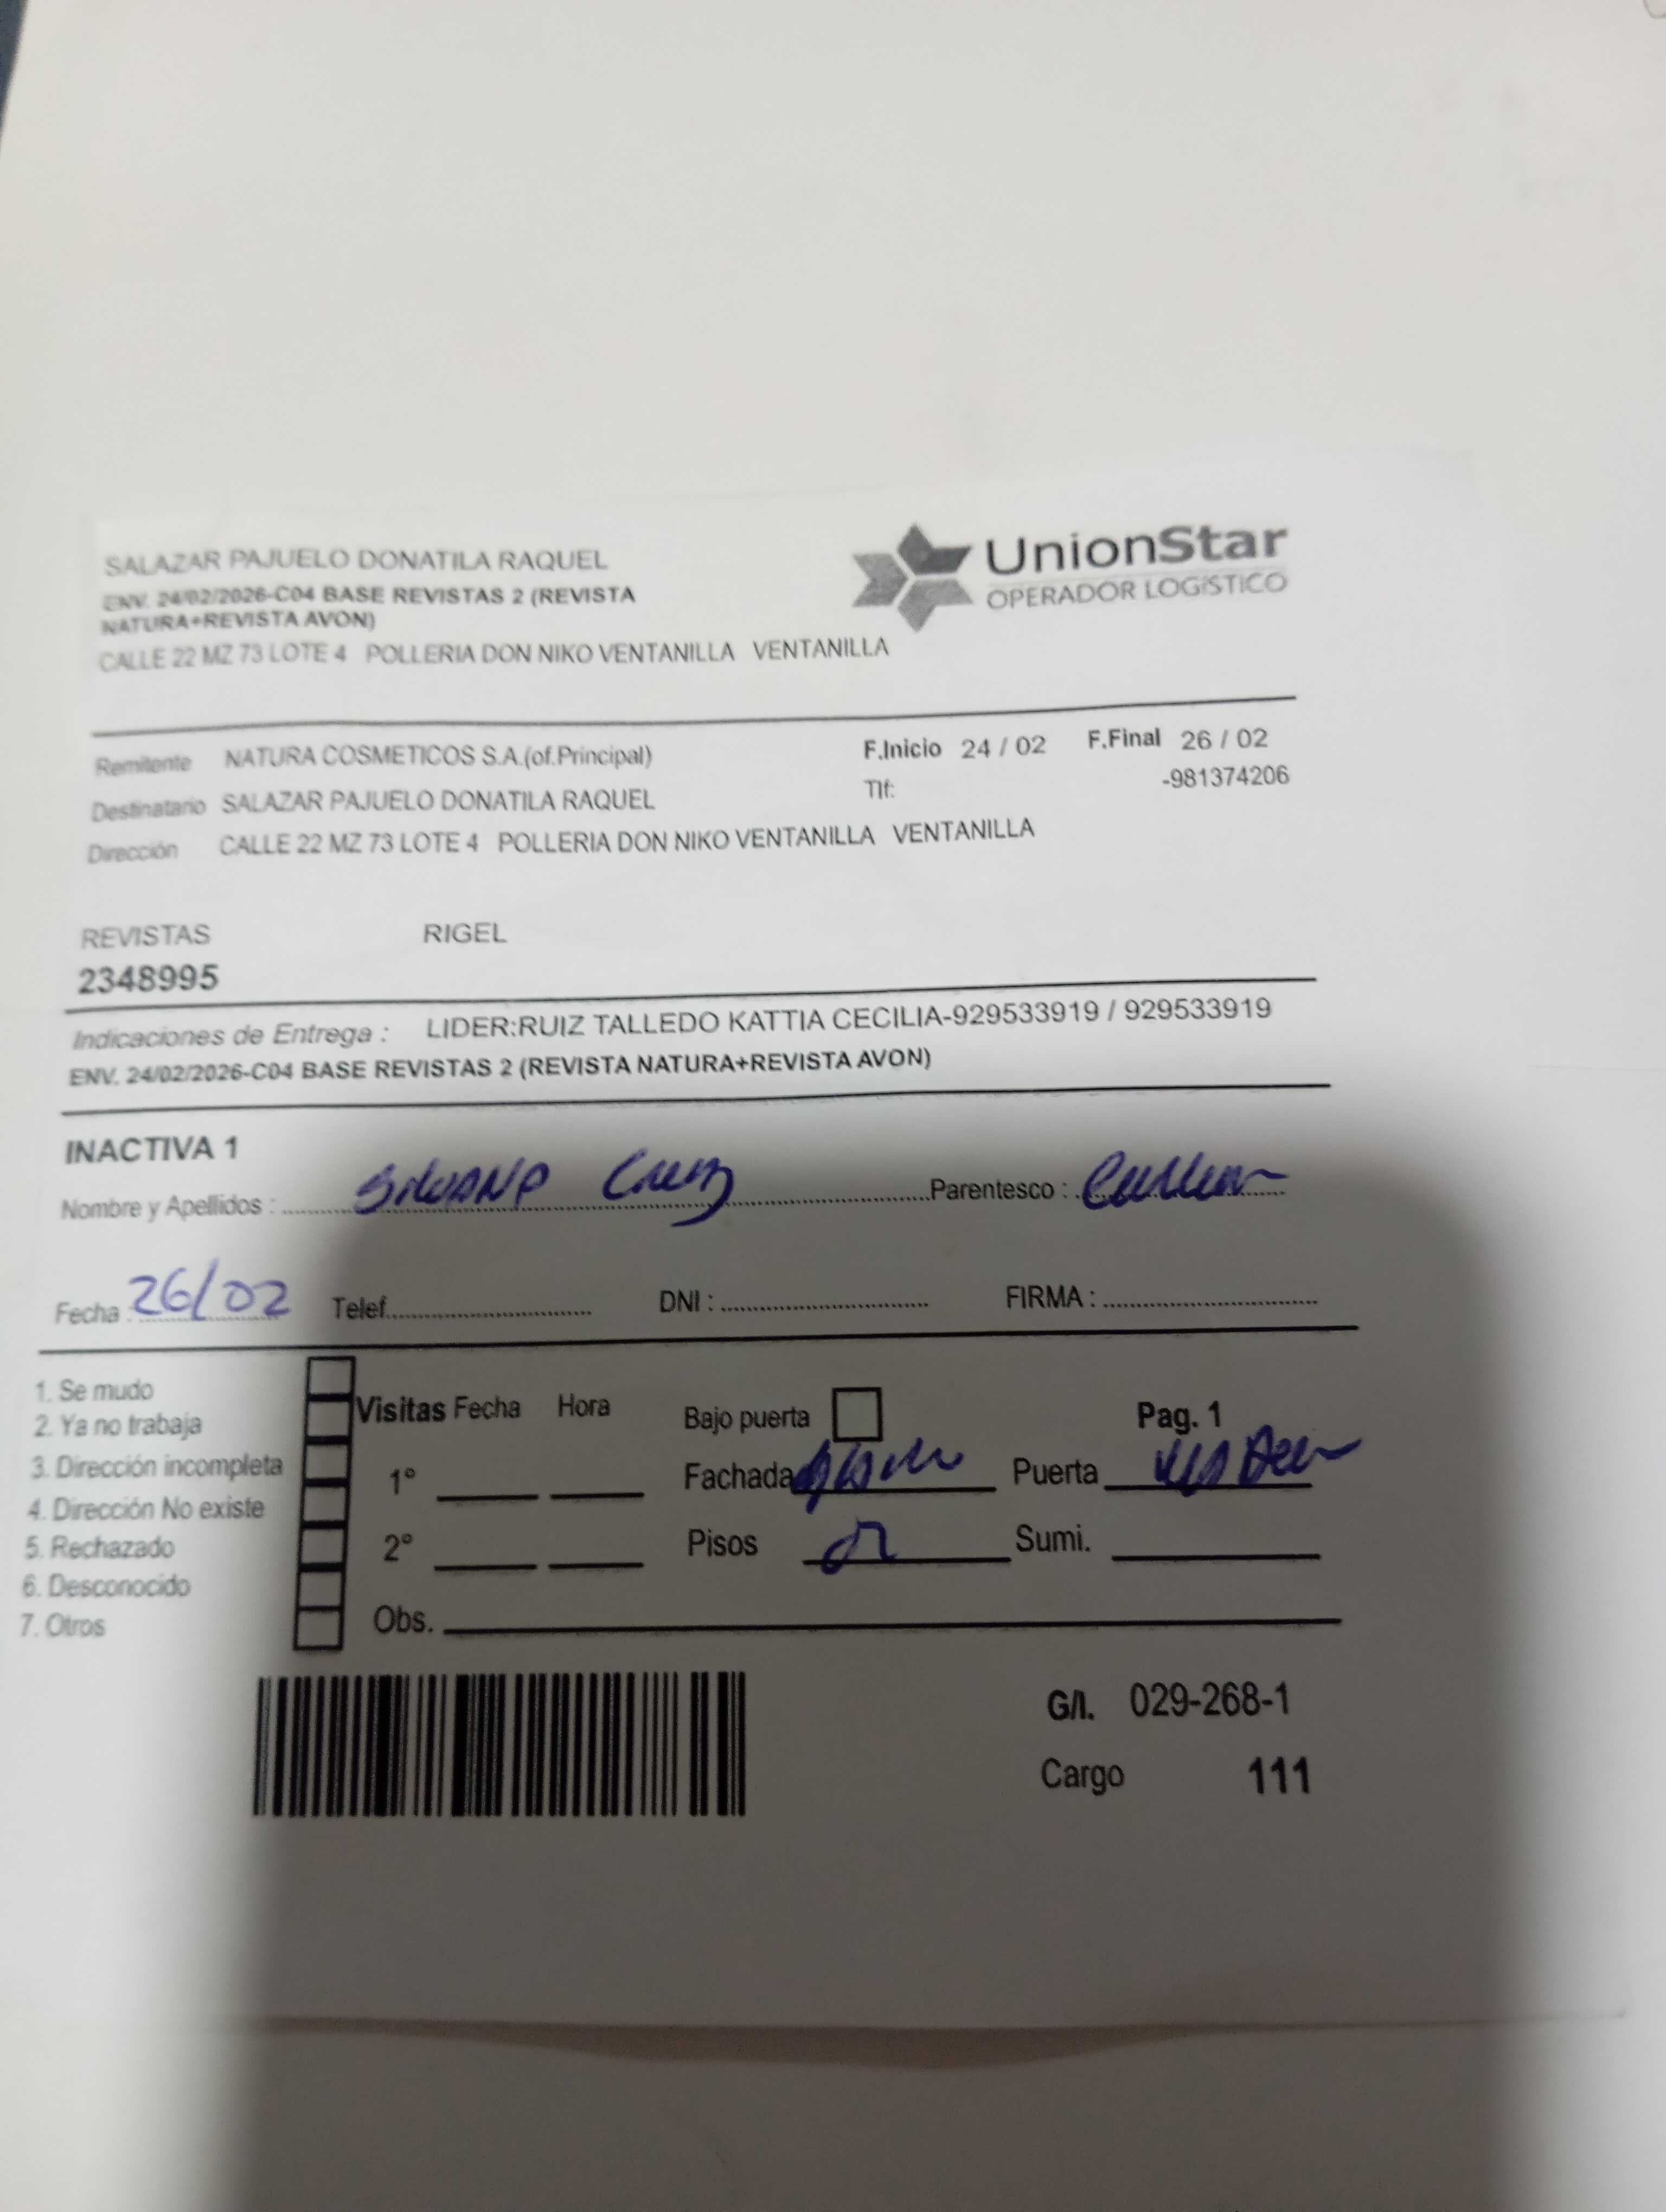 SALAZAR PAJUELO DONATILA RAQUEL
UnionStar
OPERADOR LOGÍSTICO
ENV. 24/02/2026-C04 BASE REVISTAS 2 (REVISTA
NATURA+REVISTA AVON)
CALLE 22 MZ 73 LOTE 4 POLLERIA DON NIKO VENTANILLA VENTANILLA
Remitente NATURA COSMETICOS S.A.(of.Principal) F.Inicio 24 / 02 F.Final 26 / 02
Tlf: -981374206
Destinatario SALAZAR PAJUELO DONATILA RAQUEL
Dirección CALLE 22 MZ 73 LOTE 4 POLLERIA DON NIKO VENTANILLA VENTANILLA
REVISTAS RIGEL
2348995
Indicaciones de Entrega : LIDER:RUIZ TALLEDO KATTIA CECILIA-929533919 / 929533919
ENV. 24/02/2026-C04 BASE REVISTAS 2 (REVISTA NATURA+REVISTA AVON)
INACTIVA 1
Nombre y Apellidos : Parentesco :
Fecha : 26/02 Telef. DNI : FIRMA :
1. Se mudo
2. Ya no trabaja
3. Dirección incompleta
4. Dirección No existe
5. Rechazado
6. Desconocido
7. Otros
Visitas Fecha Hora Bajo puerta Pag. 1
1° Fachada Puerta
2° Pisos Sumi.
Obs.
G/I. 029-268-1
Cargo 111